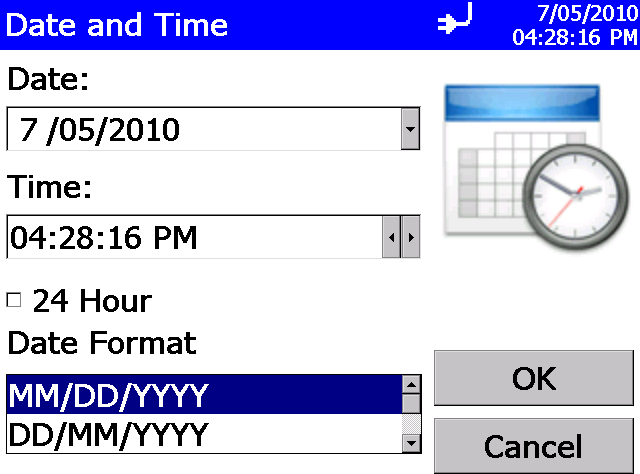 Date and Time
7/05/2010
04:28:16 PM
Date:
7 /05/2010
Time:
04:28:16 PM
24 Hour
Date Format
MM/DD/YYYY
DD/MM/YYYY
OK
Cancel